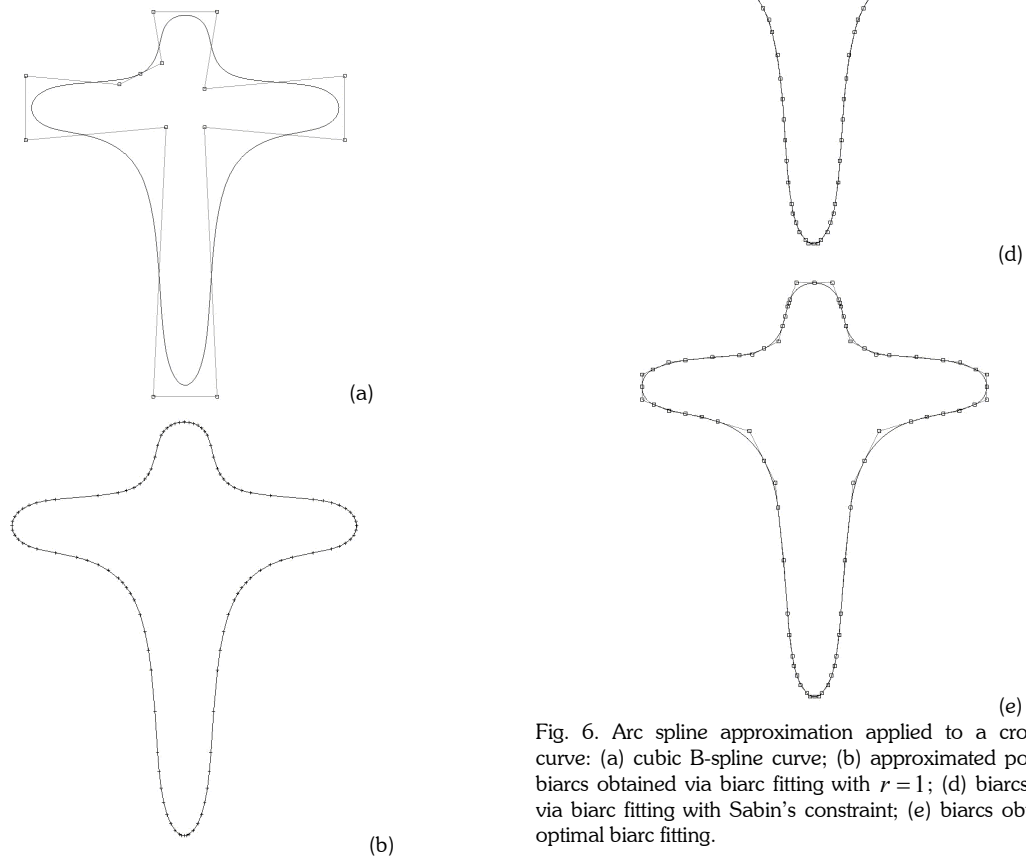 (a)
(b)
(d)
(e)
Fig. 6. Arc spline approximation applied to a cro
curve: (a) cubic B-spline curve; (b) approximated po
biarcs obtained via biarc fitting with r = 1; (d) biarcs
via biarc fitting with Sabin's constraint; (e) biarcs ob
optimal biarc fitting.